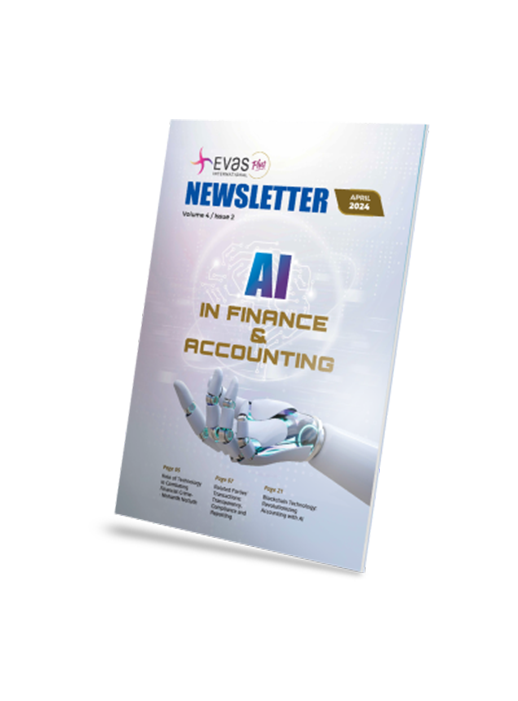 EVAS Plus
INTERNATIONAL
NEWSLETTER
APRIL
2024
Volume 4 / Issue 2
AI
IN FINANCE
&
ACCOUNTING
Page 05
Role of Technology
in Combating
Financial Crime-
Page 07
Related Parties'
Transactions:
Transparency,
Compliance and
Reporting
Page 21
Blockchain Technology:
Revolutionizing
Accounting with AI